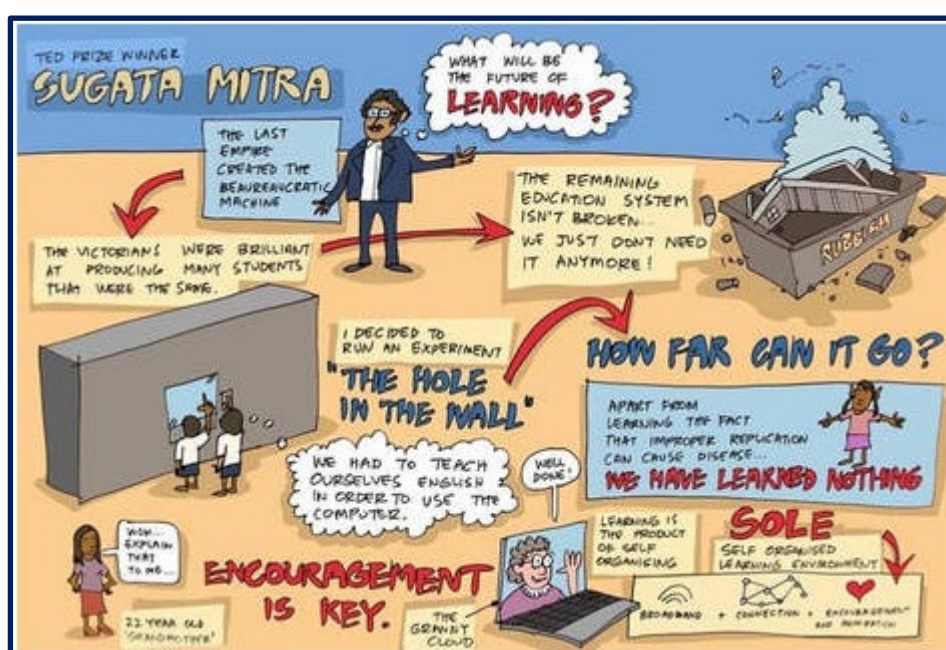 TED PRIZE WINNER
SUGATA MITRA
WHAT WILL BE
THE FUTURE OF
LEARNING?
THE LAST
EMPIRE
CREATED THE
BEAUREAUCRATIC
MACHINE
THE VICTORIANS WERE BRILLIANT
AT PRODUCING MANY STUDENTS
THAT WERE THE SAME.
THE REMAINING
EDUCATION SYSTEM
ISN'T BROKEN...
WE JUST DON'T NEED
IT ANYMORE!
I DECIDED TO
RUN AN EXPERIMENT
"THE HOLE
IN THE WALL"
WE HAD TO TEACH
OURSELVES ENGLISH
IN ORDER TO USE THE
COMPUTER.
HOW FAR CAN IT GO?
APART FROM
LEARNING THE FACT
THAT IMPROPER REPLICATION
CAN CAUSE DISEASE...
WE HAVE LEARNED NOTHING
WOW...
EXPLAIN
THAT
TO ME...
22 YEAR OLD
'GRANDMOTHER'
ENCOURAGEMENT
IS KEY.
WELL
DONE!
THE
GRANNY
CLOUD
LEARNING IS
THE PRODUCT
OF SELF
ORGANISING
SOLE
SELF ORGANISED
LEARNING ENVIRONMENT
BROADBAND + CONNECTION + ENCOURAGEMENT
AND ADMIRATION